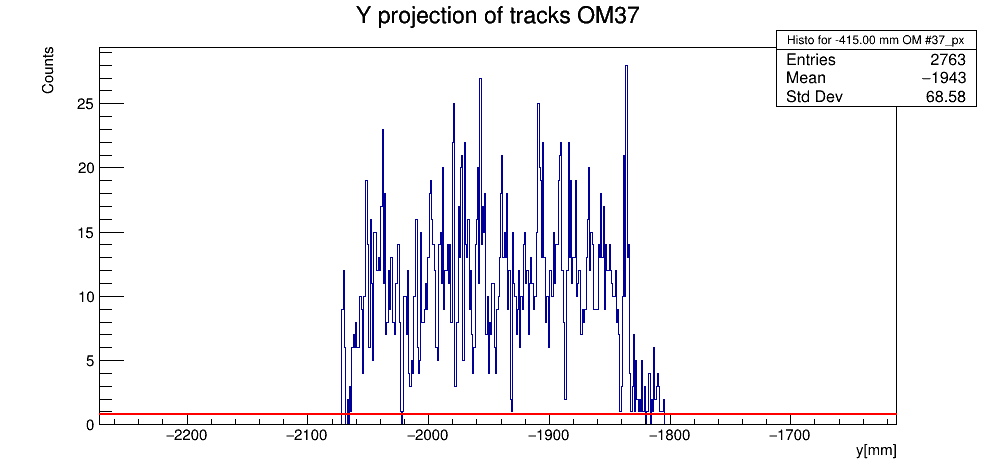 Y projection of tracks OM37
Histo for -415.00 mm OM #37_px
Entries 2763
Mean −1943
Std Dev 68.58
Counts
25
20
15
10
5
0
−2200 −2100 −2000 −1900 −1800 −1700
y[mm]